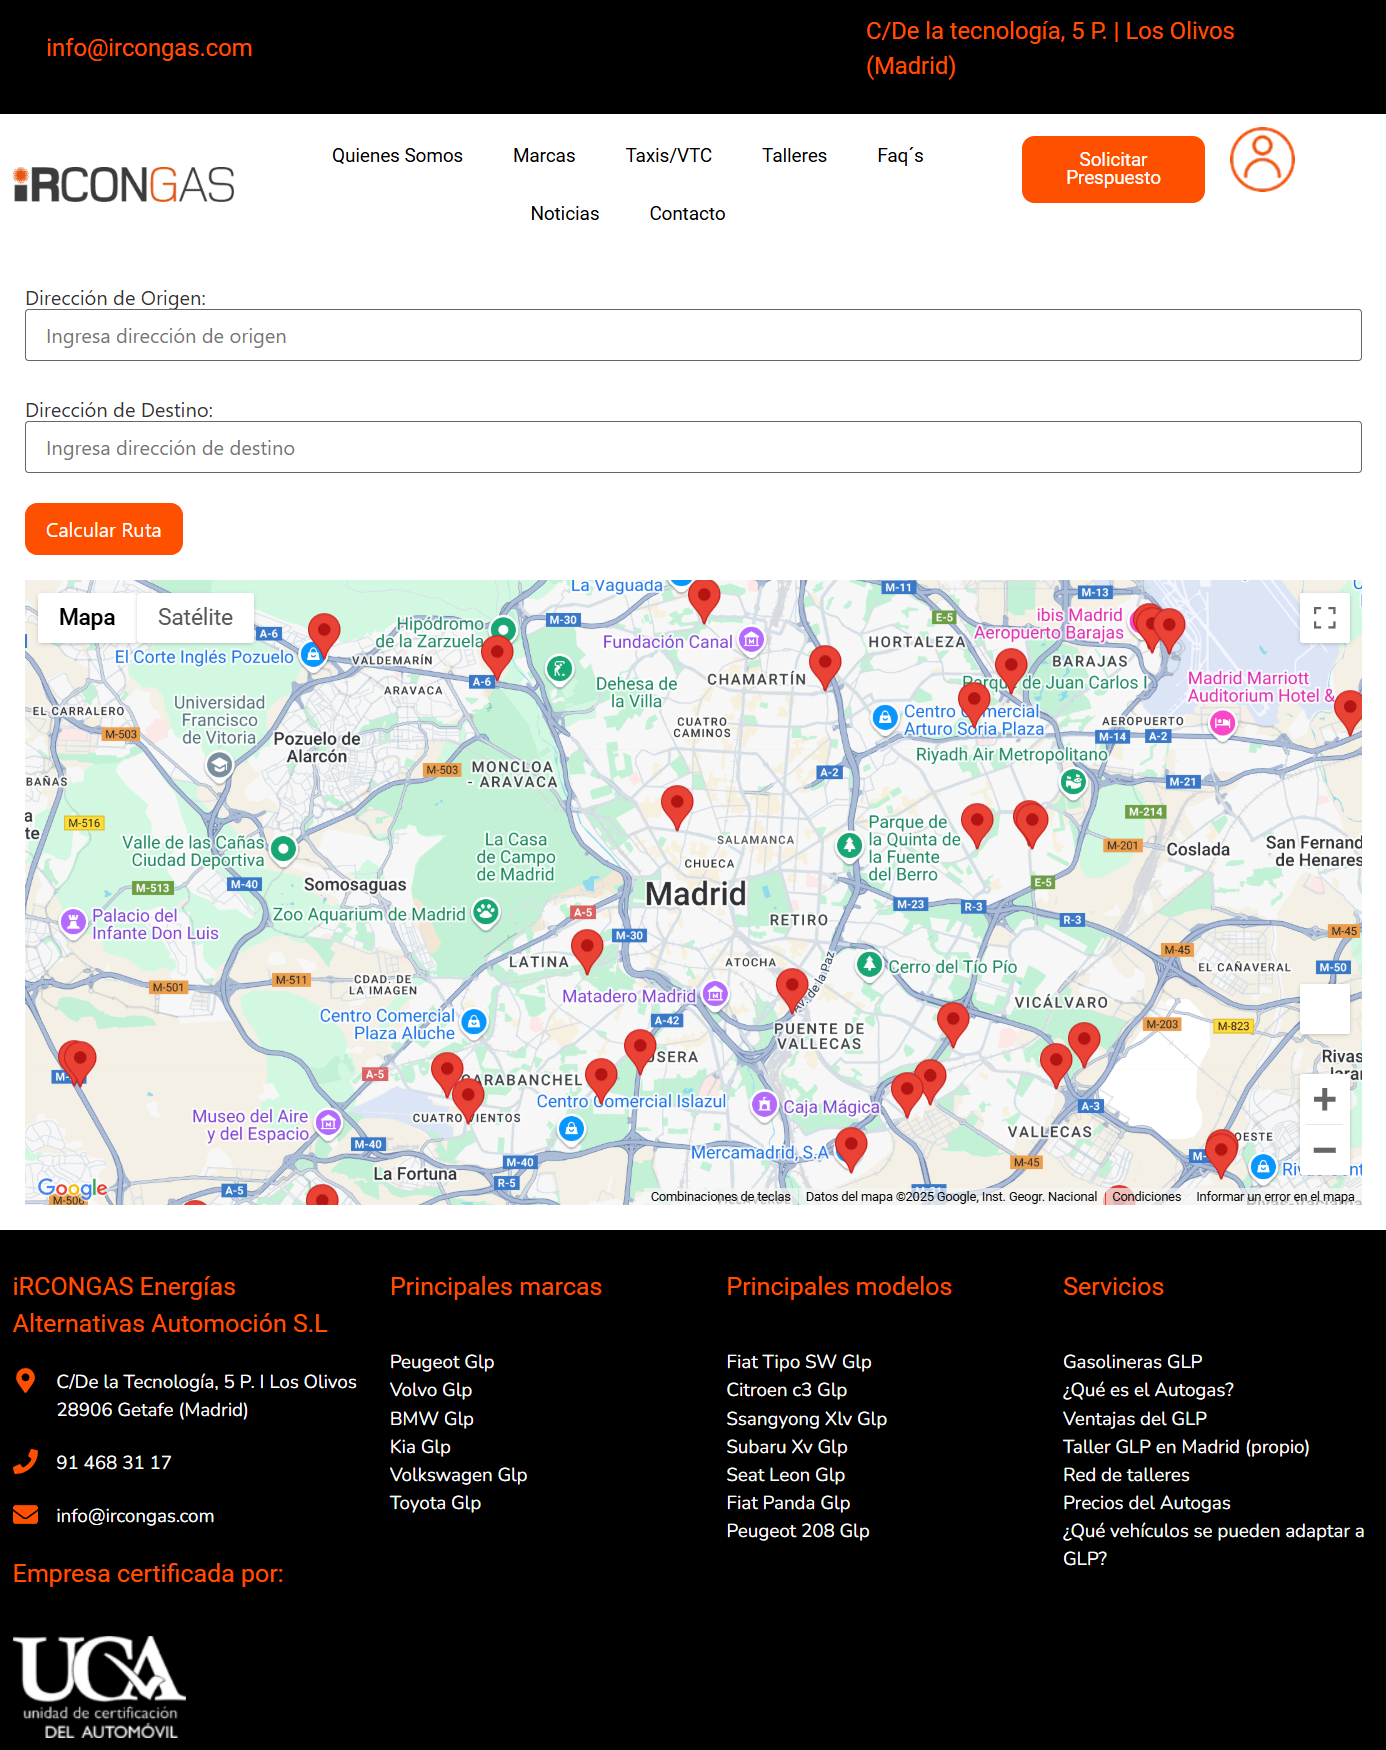 info@ircongas.com
C/De la tecnología, 5 P. | Los Olivos
(Madrid)
iRCONGAS
Quienes Somos
Marcas
Taxis/VTC
Talleres
Faq´s
Noticias
Contacto
Solicitar
Prespuesto
Dirección de Origen:
Ingresa dirección de origen
Dirección de Destino:
Ingresa dirección de destino
Calcular Ruta
Mapa
Satélite
La Vaguada
M-11
M-13
A-6
Hipódromo
de la Zarzuela
M-30
E-5
ibis Madrid
Aeropuerto Barajas
El Corte Inglés Pozuelo
VALDEMARÍN
Fundación Canal
HORTALEZA
BARAJAS
A-6
ARAVACA
Dehesa de
la Villa
CHAMARTÍN
Parque de Juan Carlos I
Madrid Marriott
Auditorium Hotel &
EL CARRALERO
Universidad
Francisco
de Vitoria
CUATRO
CAMINOS
Centro Comercial
Arturo Soria Plaza
AEROPUERTO
M-503
Pozuelo de
Alarcón
M-14
A-2
Riyadh Air Metropolitano
M-503
MONCLOA
- ARAVACA
A-2
M-21
BAÑAS
M-516
M-214
Valle de las Cañas
Ciudad Deportiva
La Casa
de Campo
de Madrid
SALAMANCA
CHUECA
Parque de
la Quinta de
la Fuente
del Berro
M-201
Coslada
San Fernand
de Henares
M-513
M-40
Somosaguas
Madrid
E-5
Palacio del
Infante Don Luis
Zoo Aquarium de Madrid
A-5
M-30
RETIRO
M-23
R-3
R-3
M-45
M-45
LATINA
ATOCHA
Av. de la Paz
Cerro del Tío Pío
EL CAÑAVERAL
M-50
M-501
M-511
CDAD. DE
LA IMAGEN
Matadero Madrid
VICÁLVARO
Centro Comercial
Plaza Aluche
A-42
PUENTE DE
VALLECAS
M-203
M-823
USERA
Rivas
A-5
CARABANCHEL
Centro Comercial Islazul
Caja Mágica
A-3
Museo del Aire
y del Espacio
CUATRO VIENTOS
VALLECAS
OESTE
M-40
Mercamadrid, S.A
La Fortuna
M-40
R-5
M-45
A-5
M-506
Google
Combinaciones de teclas
Datos del mapa ©2025 Google, Inst. Geogr. Nacional
Condiciones
Informar un error en el mapa
iRCONGAS Energías
Alternativas Automoción S.L
C/De la Tecnología, 5 P. I Los Olivos
28906 Getafe (Madrid)
91 468 31 17
info@ircongas.com
Empresa certificada por:
UCA
unidad de certificación
DEL AUTOMÓVIL
Principales marcas
Peugeot Glp
Volvo Glp
BMW Glp
Kia Glp
Volkswagen Glp
Toyota Glp
Principales modelos
Fiat Tipo SW Glp
Citroen c3 Glp
Ssangyong Xlv Glp
Subaru Xv Glp
Seat Leon Glp
Fiat Panda Glp
Peugeot 208 Glp
Servicios
Gasolineras GLP
¿Qué es el Autogas?
Ventajas del GLP
Taller GLP en Madrid (propio)
Red de talleres
Precios del Autogas
¿Qué vehículos se pueden adaptar a
GLP?